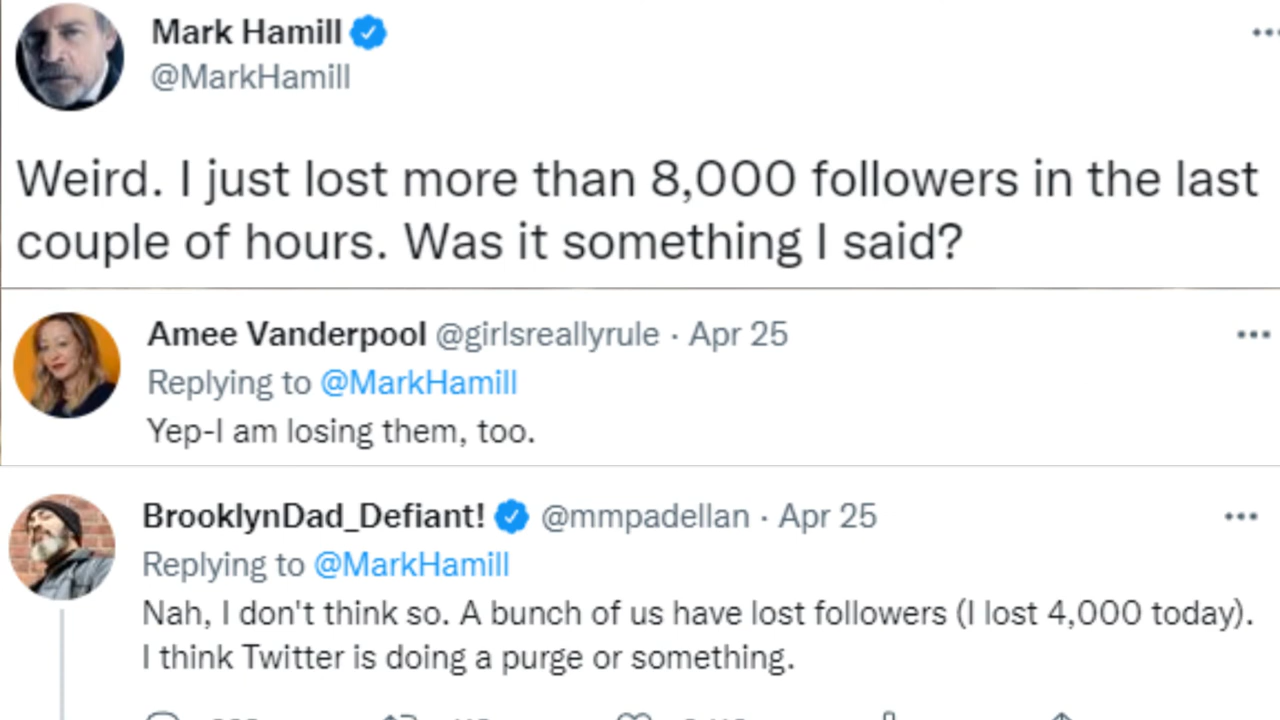 Mark Hamill
@MarkHamill
Weird. I just lost more than 8,000 followers in the last
couple of hours. Was it something I said?
Amee Vanderpool @girlsreallyrule · Apr 25
Replying to @MarkHamill
Yep-I am losing them, too.
BrooklynDad_Defiant! @mmpadellan · Apr 25
Replying to @MarkHamill
Nah, I don't think so. A bunch of us have lost followers (I lost 4,000 today).
I think Twitter is doing a purge or something.